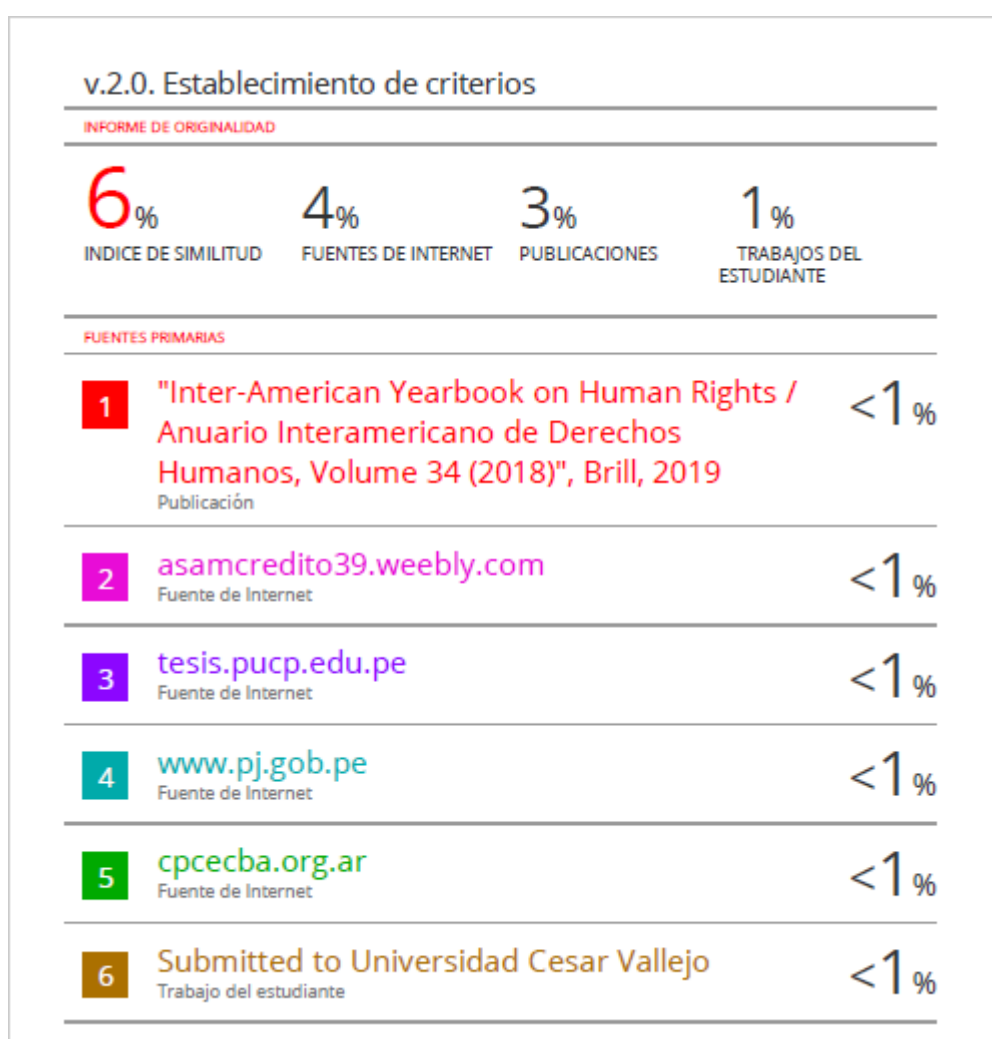 v.2.0. Establecimiento de criterios
INFORME DE ORIGINALIDAD
6%
INDICE DE SIMILITUD
4%
FUENTES DE INTERNET
3%
PUBLICACIONES
1%
TRABAJOS DEL
ESTUDIANTE
FUENTES PRIMARIAS
1
"Inter-American Yearbook on Human Rights /
Anuario Interamericano de Derechos
Humanos, Volume 34 (2018)", Brill, 2019
Publicación
<1%
2
asamcredito39.weebly.com
Fuente de Internet
<1%
3
tesis.pucp.edu.pe
Fuente de Internet
<1%
4
www.pj.gob.pe
Fuente de Internet
<1%
5
cpcecba.org.ar
Fuente de Internet
<1%
6
Submitted to Universidad Cesar Vallejo
Trabajo del estudiante
<1%